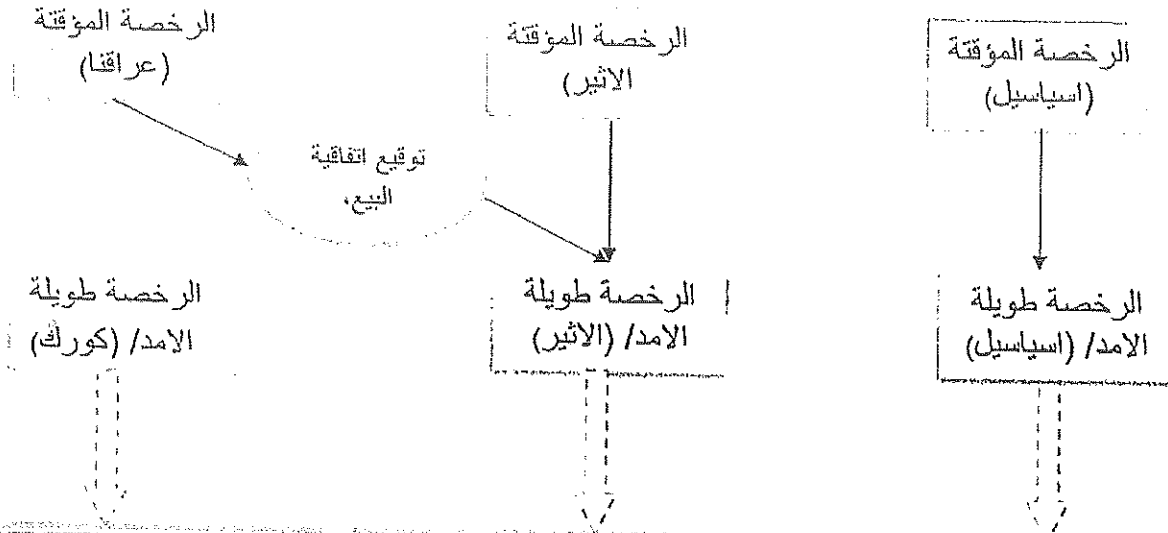 الرخصة المؤقتة
(اسياسيل)
الرخصة المؤقتة
الاثير)
الرخصة المؤقتة
(عراقنا)
توقيع اتفاقية
البيع،
الرخصة طويلة
الامد/ (اسياسيل)
الرخصة طويلة
الامد/ (الاثير)
الرخصة طويلة
الامد/ (كورك)